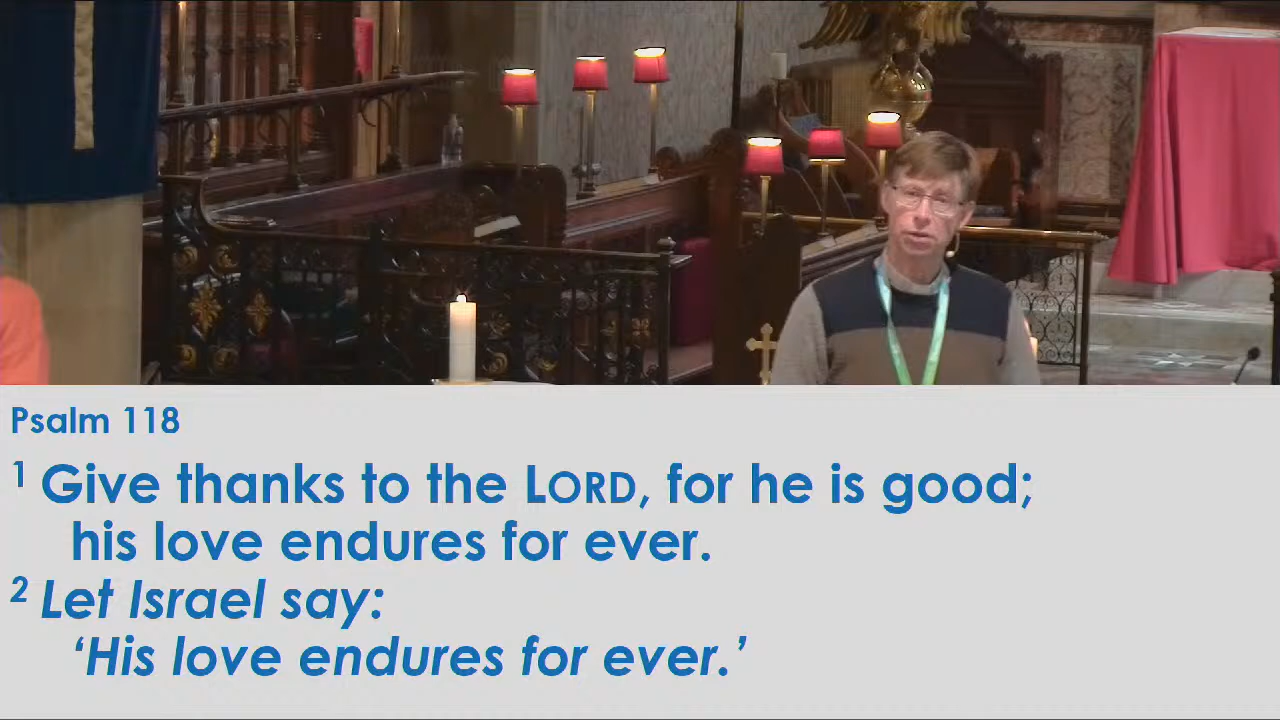 Psalm 118
1 Give thanks to the LORD, for he is good;
his love endures for ever.
2 Let Israel say:
‘His love endures for ever.’